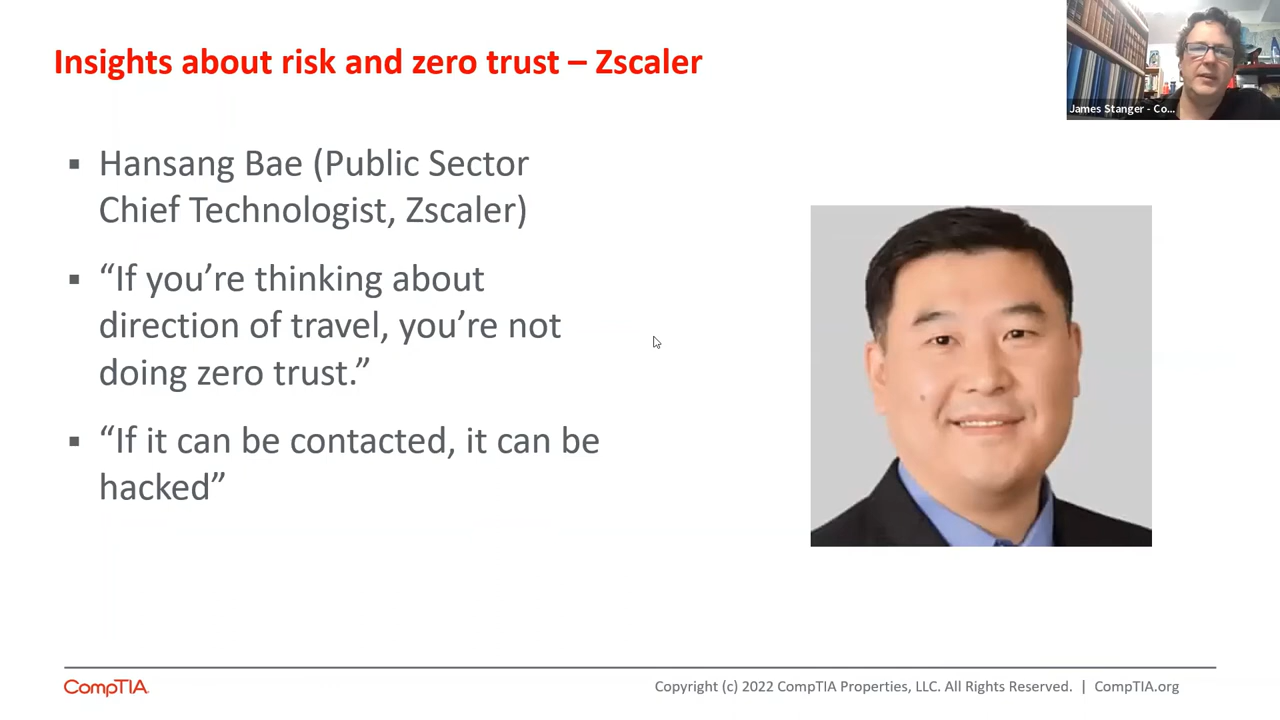 Insights about risk and zero trust – Zscaler
James Stanger - Co...
▪ Hansang Bae (Public Sector
Chief Technologist, Zscaler)
▪ “If you’re thinking about
direction of travel, you’re not
doing zero trust.”
▪ “If it can be contacted, it can be
hacked”
CompTIA.
Copyright (c) 2022 CompTIA Properties, LLC. All Rights Reserved. | CompTIA.org